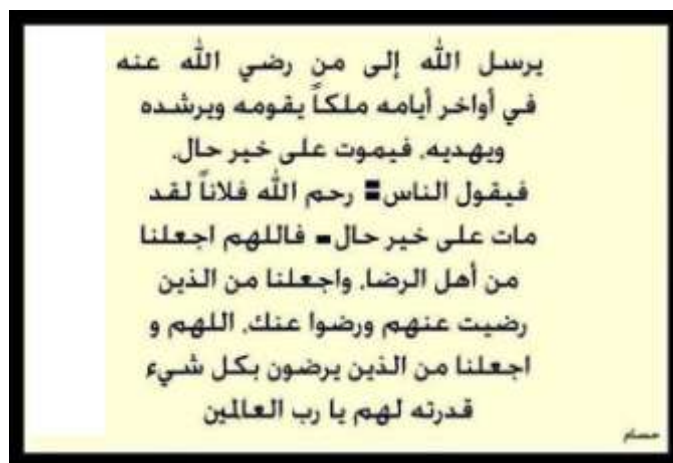 يرسل الله إلى من رضي الله عنه
في أواخر أيامه ملكاً يقومه ويرشده
ويهديه. فيموت على خير حال.
فيقول الناس: رحم الله فلاناً لقد
مات على خير حال- فاللهم اجعلنا
من أهل الرضا. واجعلنا من الذين
رضيت عنهم ورضوا عنك. اللهم و
اجعلنا من الذين يرضون بكل شيء
قدرته لهم يا رب العالمين
حسام